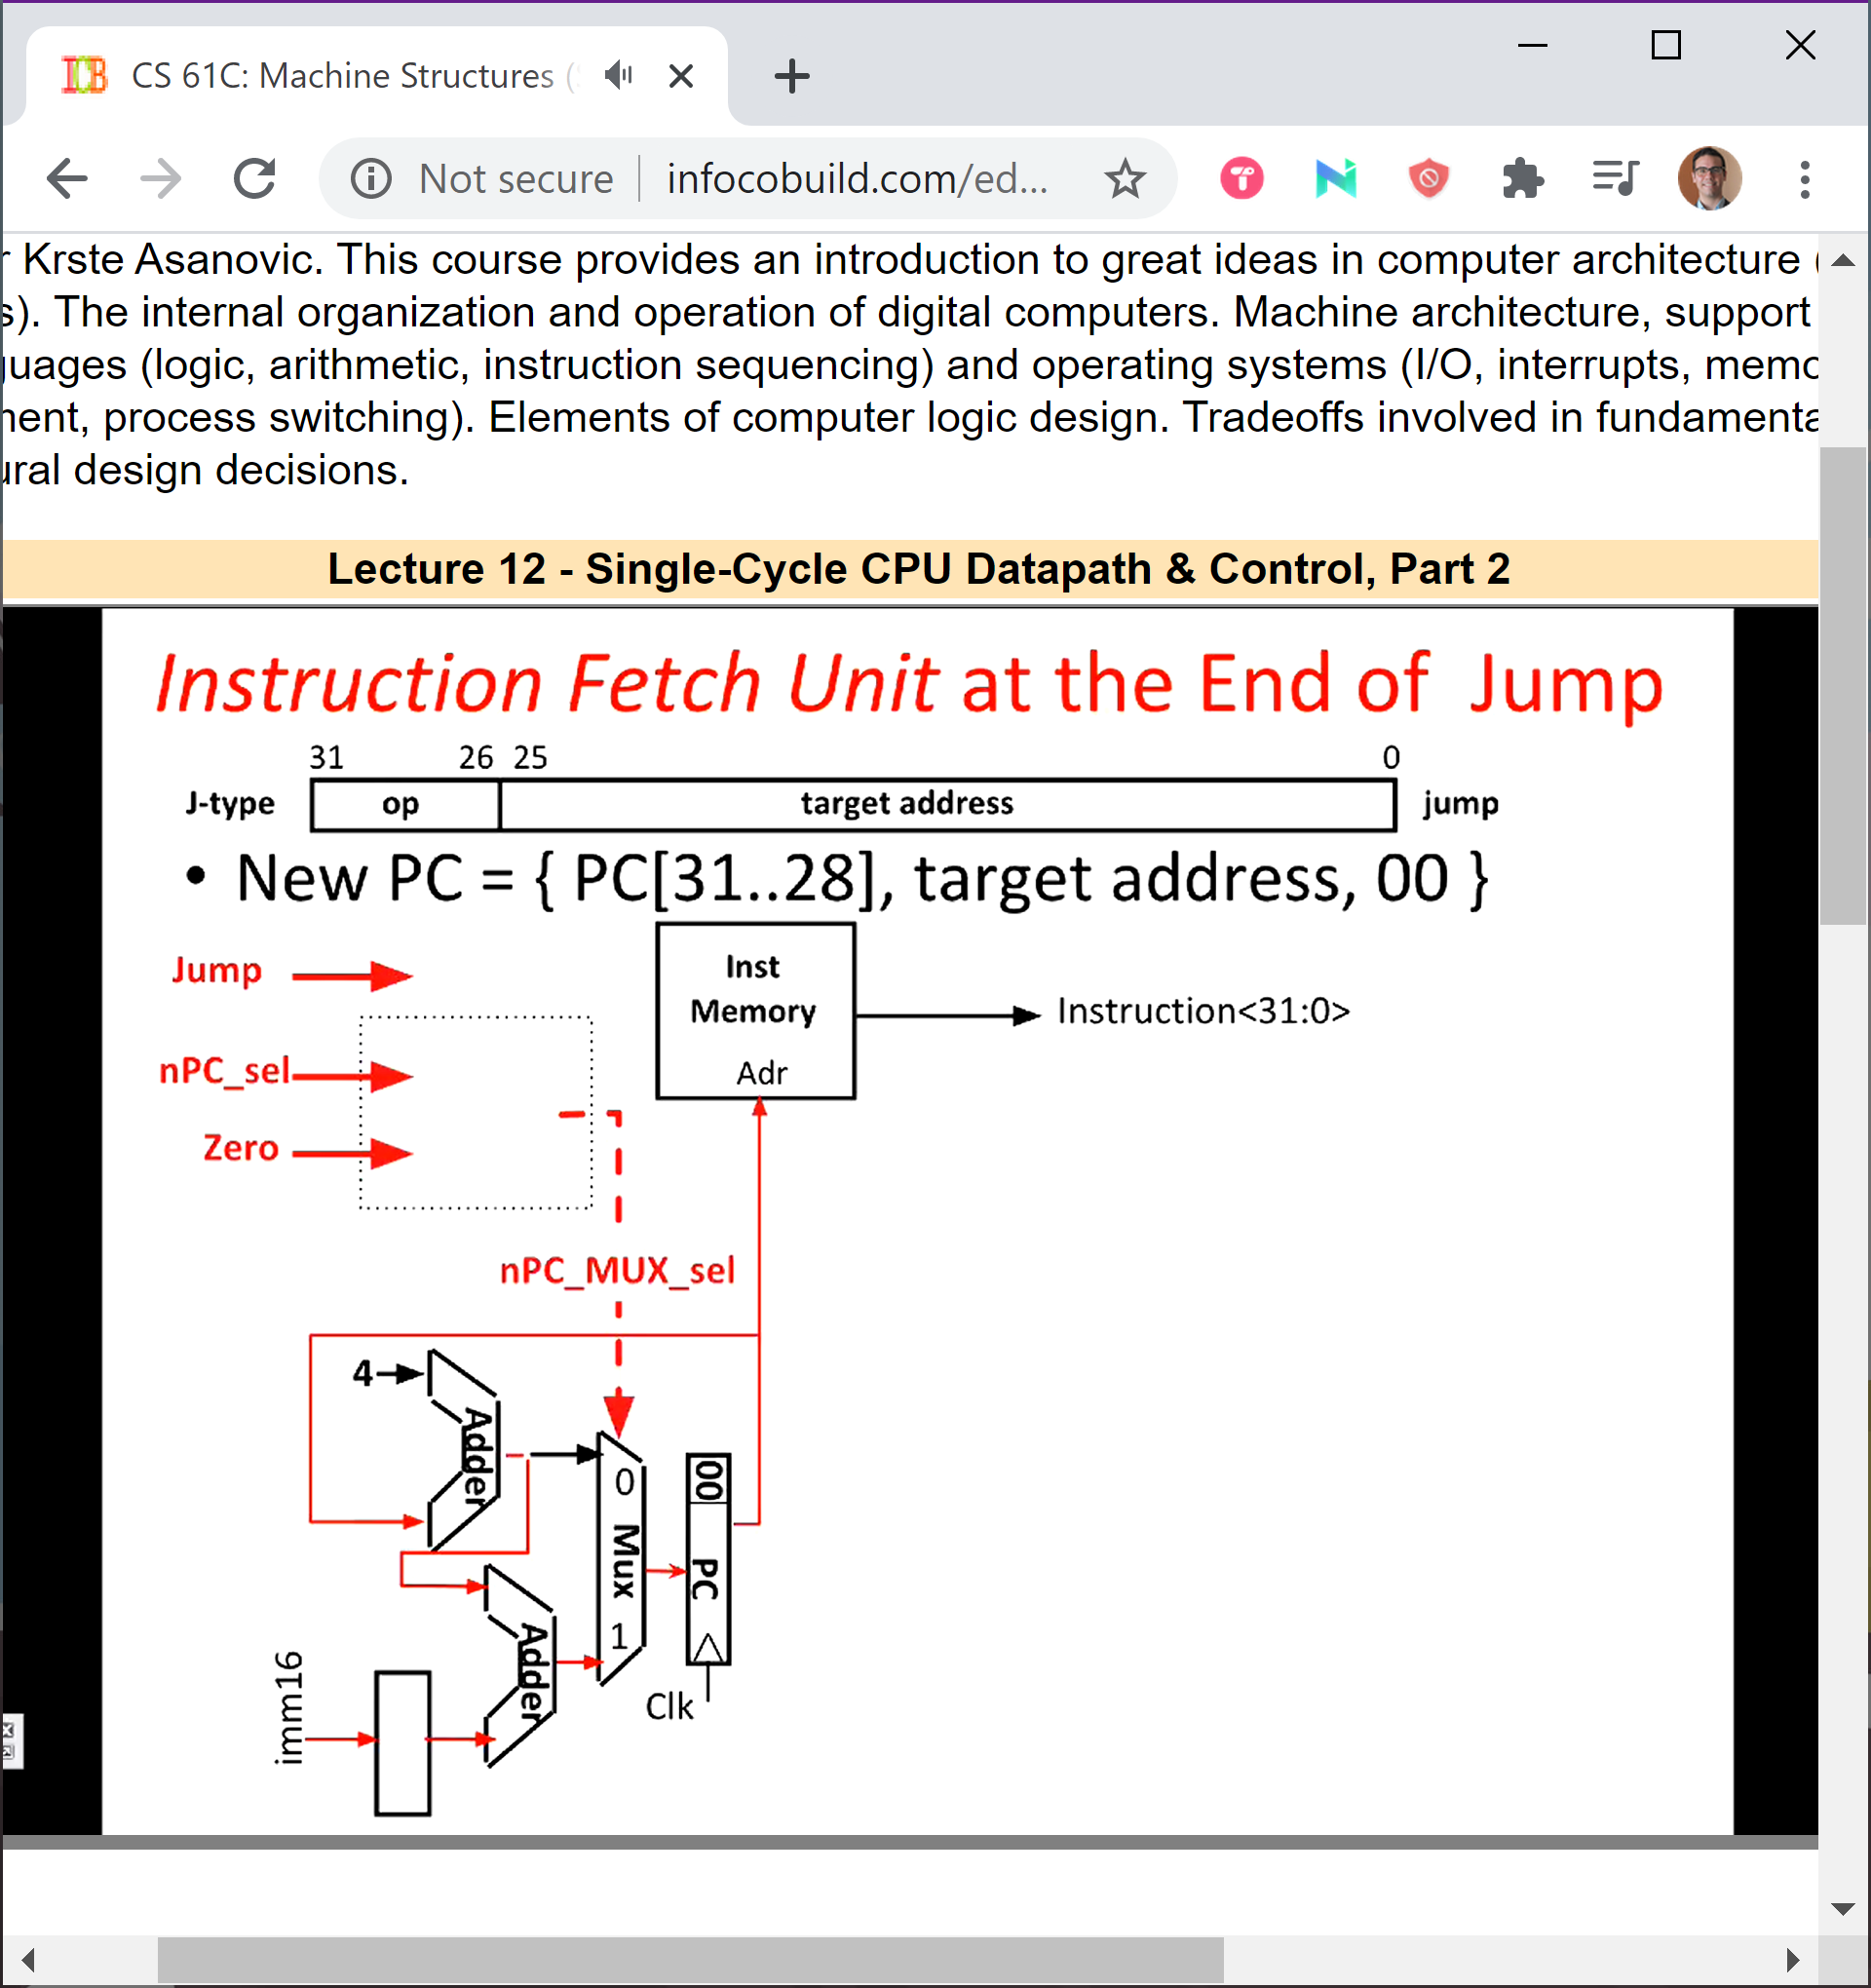 CS 61C: Machine Structures (
Not secure
infocobuild.com/ed...
r Krste Asanovic. This course provides an introduction to great ideas in computer architecture (
s). The internal organization and operation of digital computers. Machine architecture, support
uages (logic, arithmetic, instruction sequencing) and operating systems (I/O, interrupts, memo
nent, process switching). Elements of computer logic design. Tradeoffs involved in fundamenta
ural design decisions.
Lecture 12 - Single-Cycle CPU Datapath & Control, Part 2
Instruction Fetch Unit at the End of Jump
31 26 25 0
J-type op target address jump
• New PC = { PC[31..28], target address, 00 }
Jump
Inst
Memory
Adr
Instruction<31:0>
nPC_sel
Zero
nPC_MUX_sel
4
Adder
0
Mux
1
00
PC
Clk
Adder
imm16